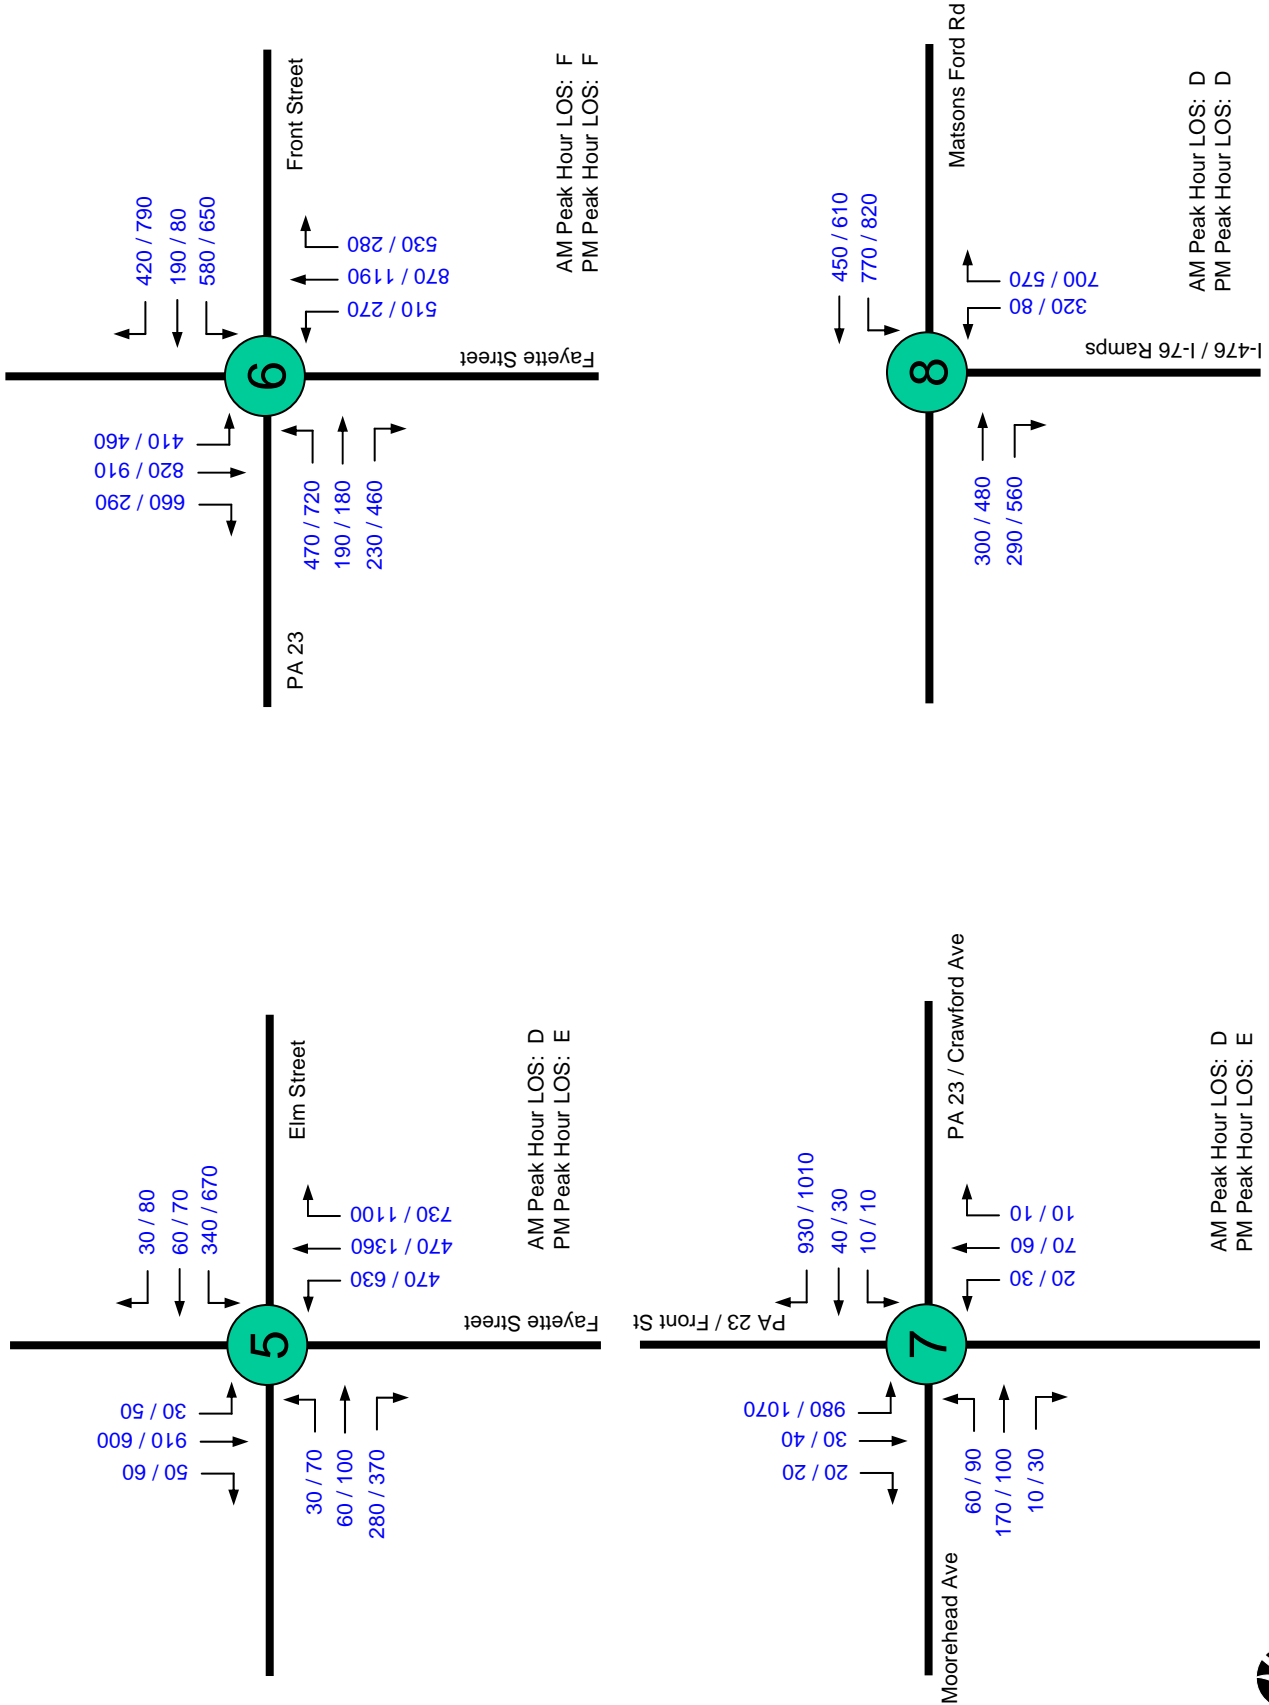 30 / 80
60 / 70
340 / 670
30 / 50
910 / 600
50 / 60
5
Elm Street
30 / 70
60 / 100
280 / 370
470 / 630
470 / 1360
730 / 1100
Fayette Street
AM Peak Hour LOS: D
PM Peak Hour LOS: E
420 / 790
190 / 80
580 / 650
410 / 460
820 / 910
660 / 290
6
PA 23
Front Street
470 / 720
190 / 180
230 / 460
510 / 270
870 / 1190
530 / 280
Fayette Street
AM Peak Hour LOS: F
PM Peak Hour LOS: F
PA 23 / Front St
930 / 1010
40 / 30
10 / 10
980 / 1070
30 / 40
20 / 20
7
Moorehead Ave
PA 23 / Crawford Ave
60 / 90
170 / 100
10 / 30
20 / 30
70 / 60
10 / 10
AM Peak Hour LOS: D
PM Peak Hour LOS: E
450 / 610
770 / 820
8
Matsons Ford Rd
300 / 480
290 / 560
320 / 80
700 / 570
I-476 / I-76 Ramps
AM Peak Hour LOS: D
PM Peak Hour LOS: D